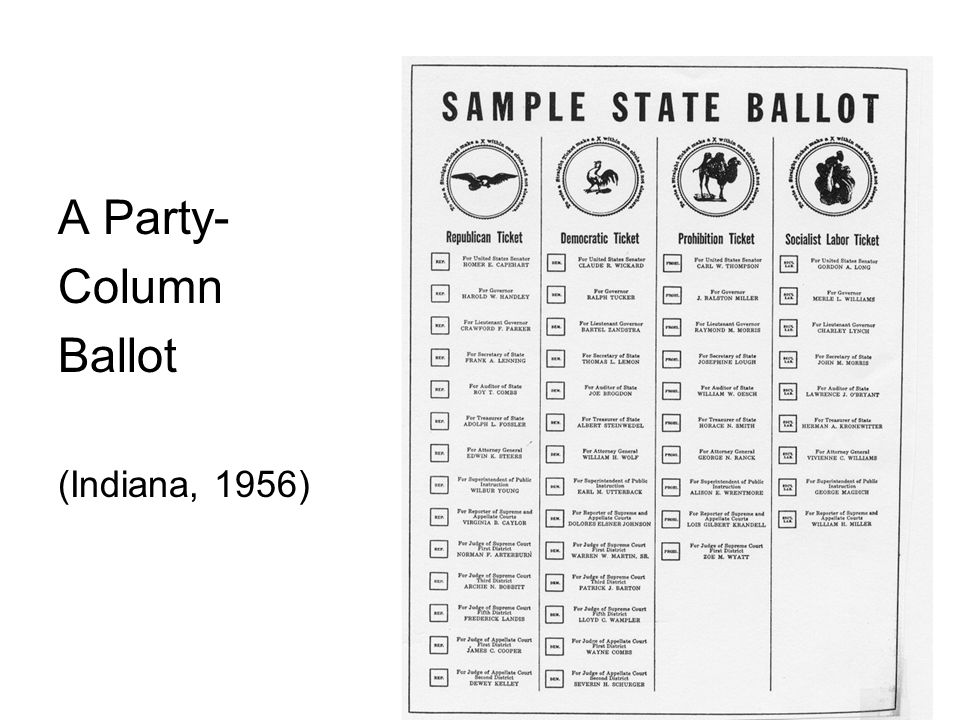 A Party-
Column
Ballot
(Indiana, 1956)
SAMPLE STATE BALLOT
To vote a Straight Ticket make a X within one circle and not elsewhere.
Republican Ticket
REP.
For United States Senator
HOMER E. CAPEHART
REP.
For Governor
HAROLD W. HANDLEY
REP.
For Lieutenant Governor
CRAWFORD F. PARKER
REP.
For Secretary of State
FRANK A. LENNING
REP.
For Auditor of State
ROY T. COMBS
REP.
For Treasurer of State
ADOLPH L. FOSSLER
REP.
For Attorney General
EDWIN K. STEERS
REP.
For Superintendent of Public
Instruction
WILBUR YOUNG
REP.
For Reporter of Supreme and
Appellate Courts
VIRGINIA B. CAYLOR
REP.
For Judge of Supreme Court
First District
NORMAN F. ARTERBURN
REP.
For Judge of Supreme Court
Third District
ARCHIE N. BOBBITT
REP.
For Judge of Supreme Court
Fifth District
FREDERICK LANDIS
REP.
For Judge of Appellate Court
First District
JAMES C. COOPER
REP.
For Judge of Appellate Court
Second District
DEWEY KELLEY
To vote a Straight Ticket make a X within one circle and not elsewhere.
Democratic Ticket
DEM.
For United States Senator
CLAUDE R. WICKARD
DEM.
For Governor
RALPH TUCKER
DEM.
For Lieutenant Governor
BARTEL ZANDSTRA
DEM.
For Secretary of State
THOMAS L. LEMON
DEM.
For Auditor of State
JOE BROGDON
DEM.
For Treasurer of State
ALBERT STEINWEDEL
DEM.
For Attorney General
WILLIAM H. WOLF
DEM.
For Superintendent of Public
Instruction
EARL M. UTTERBACK
DEM.
For Reporter of Supreme and
Appellate Courts
DOLORES ELSNER JOHNSON
DEM.
For Judge of Supreme Court
First District
WARREN W. MARTIN, SR.
DEM.
For Judge of Supreme Court
Third District
PATRICK J. BARTON
DEM.
For Judge of Supreme Court
Fifth District
LLOYD C. WAMPLER
DEM.
For Judge of Appellate Court
First District
WAYNE COMBS
DEM.
For Judge of Appellate Court
Second District
SEVERIN H. SCHURGER
To vote a Straight Ticket make a X within one circle and not elsewhere.
Prohibition Ticket
PROH.
For United States Senator
CARL W. THOMPSON
PROH.
For Governor
J. RALSTON MILLER
PROH.
For Lieutenant Governor
RAYMOND M. MORRIS
PROH.
For Secretary of State
JOSEPHINE LOUGH
PROH.
For Auditor of State
WILLIAM W. OESCH
PROH.
For Treasurer of State
HORACE N. SMITH
PROH.
For Attorney General
GEORGE N. RANCK
PROH.
For Superintendent of Public
Instruction
ALISON E. WRENTMORE
PROH.
For Reporter of Supreme and
Appellate Courts
LOIS GILBERT KRANDELL
PROH.
For Judge of Supreme Court
First District
ZOE M. WYATT
To vote a Straight Ticket make a X within one circle and not elsewhere.
Socialist Labor Ticket
SOC'L
LAB.
For United States Senator
GORDON A. LONG
SOC'L
LAB.
For Governor
MERLE L. WILLIAMS
SOC'L
LAB.
For Lieutenant Governor
CHARLEY LYNCH
SOC'L
LAB.
For Secretary of State
JOHN M. MORRIS
SOC'L
LAB.
For Auditor of State
LAWRENCE J. O'BRYANT
SOC'L
LAB.
For Treasurer of State
HERMAN A. KRONEWITTER
SOC'L
LAB.
For Attorney General
VIVIENNE C. WILLIAMS
SOC'L
LAB.
For Superintendent of Public
Instruction
GEORGE MAGDICH
SOC'L
LAB.
For Reporter of Supreme and
Appellate Courts
WILLIAM H. MILLER